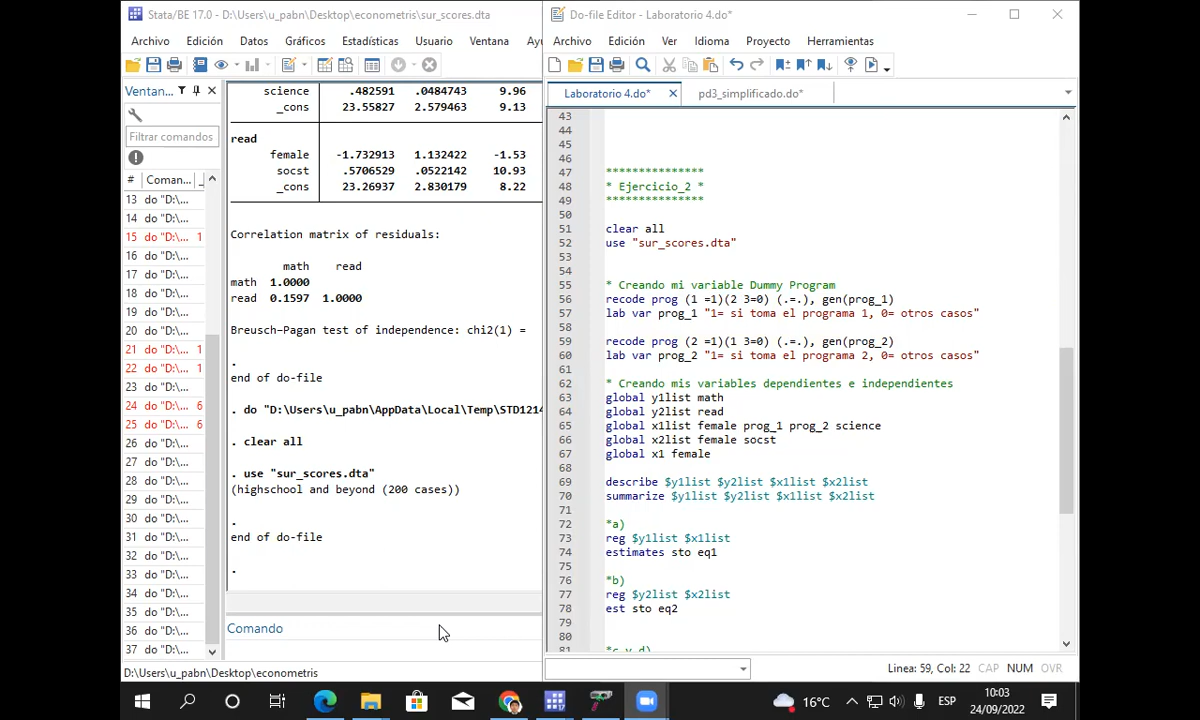 Stata/BE 17.0 - D:\Users\u_pabn\Desktop\econometris\sur_scores.dta
Archivo Edición Datos Gráficos Estadísticas Usuario Ventana Ayu
Ventan...
Filtrar comandos
# Coman...
13 do "D:\...
14 do "D:\...
15 do "D:\... 1
16 do "D:\...
17 do "D:\...
18 do "D:\...
19 do "D:\...
20 do "D:\...
21 do "D:\... 1
22 do "D:\... 1
23 do "D:\...
24 do "D:\... 6
25 do "D:\... 6
26 do "D:\...
27 do "D:\...
28 do "D:\...
29 do "D:\...
30 do "D:\...
31 do "D:\...
32 do "D:\...
33 do "D:\...
34 do "D:\...
35 do "D:\...
36 do "D:\...
37 do "D:\...
science .482591 .0484743 9.96
_cons 23.55827 2.579463 9.13
read
female -1.732913 1.132422 -1.53
socst .5706529 .0522142 10.93
_cons 23.26937 2.830179 8.22
Correlation matrix of residuals:
math read
math 1.0000
read 0.1597 1.0000
Breusch-Pagan test of independence: chi2(1) =
.
end of do-file
. do "D:\Users\u_pabn\AppData\Local\Temp\STD1214
. clear all
. use "sur_scores.dta"
(highschool and beyond (200 cases))
.
end of do-file
.
Comando
D:\Users\u_pabn\Desktop\econometris
Do-file Editor - Laboratorio 4.do*
Archivo Edición Ver Idioma Proyecto Herramientas
Laboratorio 4.do* pd3_simplificado.do*
43
44
45
46
47 ***************
48 * Ejercicio_2 *
49 ***************
50
51 clear all
52 use "sur_scores.dta"
53
54
55 * Creando mi variable Dummy Program
56 recode prog (1 =1)(2 3=0) (.=.), gen(prog_1)
57 lab var prog_1 "1= si toma el programa 1, 0= otros casos"
58
59 recode prog (2 =1)(1 3=0) (.=.), gen(prog_2)
60 lab var prog_2 "1= si toma el programa 2, 0= otros casos"
61
62 * Creando mis variables dependientes e independientes
63 global y1list math
64 global y2list read
65 global x1list female prog_1 prog_2 science
66 global x2list female socst
67 global x1 female
68
69 describe $y1list $y2list $x1list $x2list
70 summarize $y1list $y2list $x1list $x2list
71
72 *a)
73 reg $y1list $x1list
74 estimates sto eq1
75
76 *b)
77 reg $y2list $x2list
78 est sto eq2
79
80
81 *c y d)
Linea: 59, Col: 22 CAP NUM OVR
16°C ESP 10:03
24/09/2022